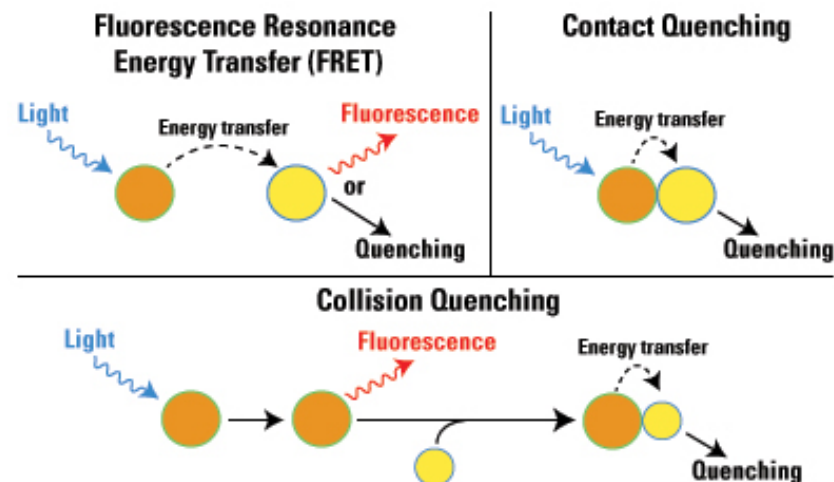 Fluorescence Resonance
Energy Transfer (FRET)
Light
Energy transfer
Fluorescence
or
Quenching
Contact Quenching
Light
Energy transfer
Quenching
Collision Quenching
Light
Fluorescence
Energy transfer
Quenching